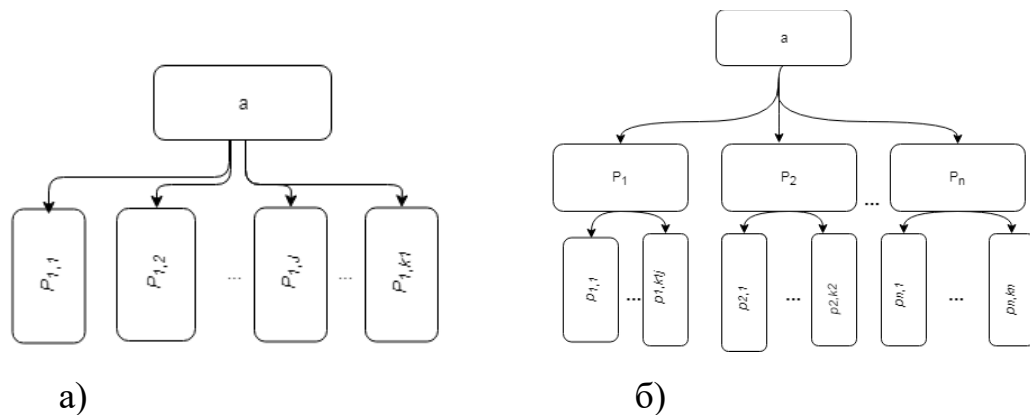 a
P1,1 P1,2 ... P1,J ... P1,k1
а)
a
P1 P2 ... Pn
p1,1 ... p1,k1j p2,1 ... p2,k2 pn,1 ... pn,kn
б)